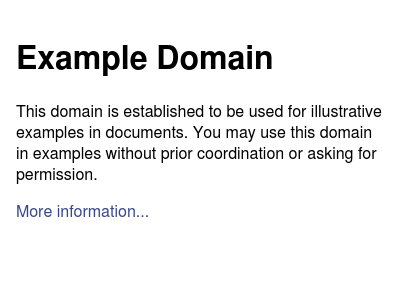 Example Domain
This domain is established to be used for illustrative
examples in documents. You may use this domain
in examples without prior coordination or asking for
permission.
More information...